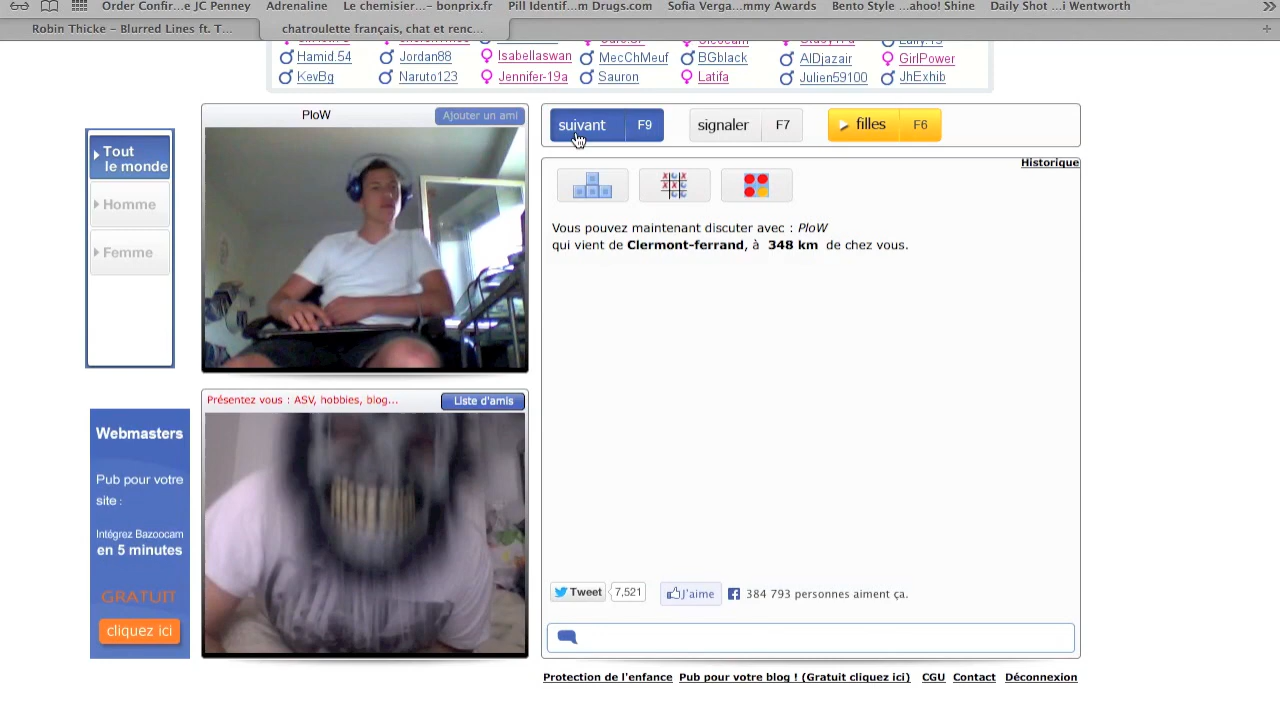 Order Confir...e JC Penney Adrenaline Le chemisier...– bonprix.fr Pill Identif...m Drugs.com Sofia Verga...mmy Awards Bento Style ...ahoo! Shine Daily Shot ...i Wentworth
Robin Thicke – Blurred Lines ft. T... chatroulette français, chat et renc...
Hamid.54 Jordan88 Isabellaswan MecChMeuf BGblack AlDjazair GirlPower
KevBg Naruto123 Jennifer-19a Sauron Latifa Julien59100 JhExhib
PloW Ajouter un ami
suivant F9 signaler F7 filles F6
Historique
Tout
le monde
Homme
Femme
Vous pouvez maintenant discuter avec : PloW
qui vient de Clermont-ferrand, à 348 km de chez vous.
Présentez vous : ASV, hobbies, blog... Liste d'amis
Webmasters
Pub pour votre
site :
Intégrez Bazoocam
en 5 minutes
GRATUIT
cliquez ici
Tweet 7,521 J'aime 384 793 personnes aiment ça.
Protection de l'enfance Pub pour votre blog ! (Gratuit cliquez ici) CGU Contact Déconnexion